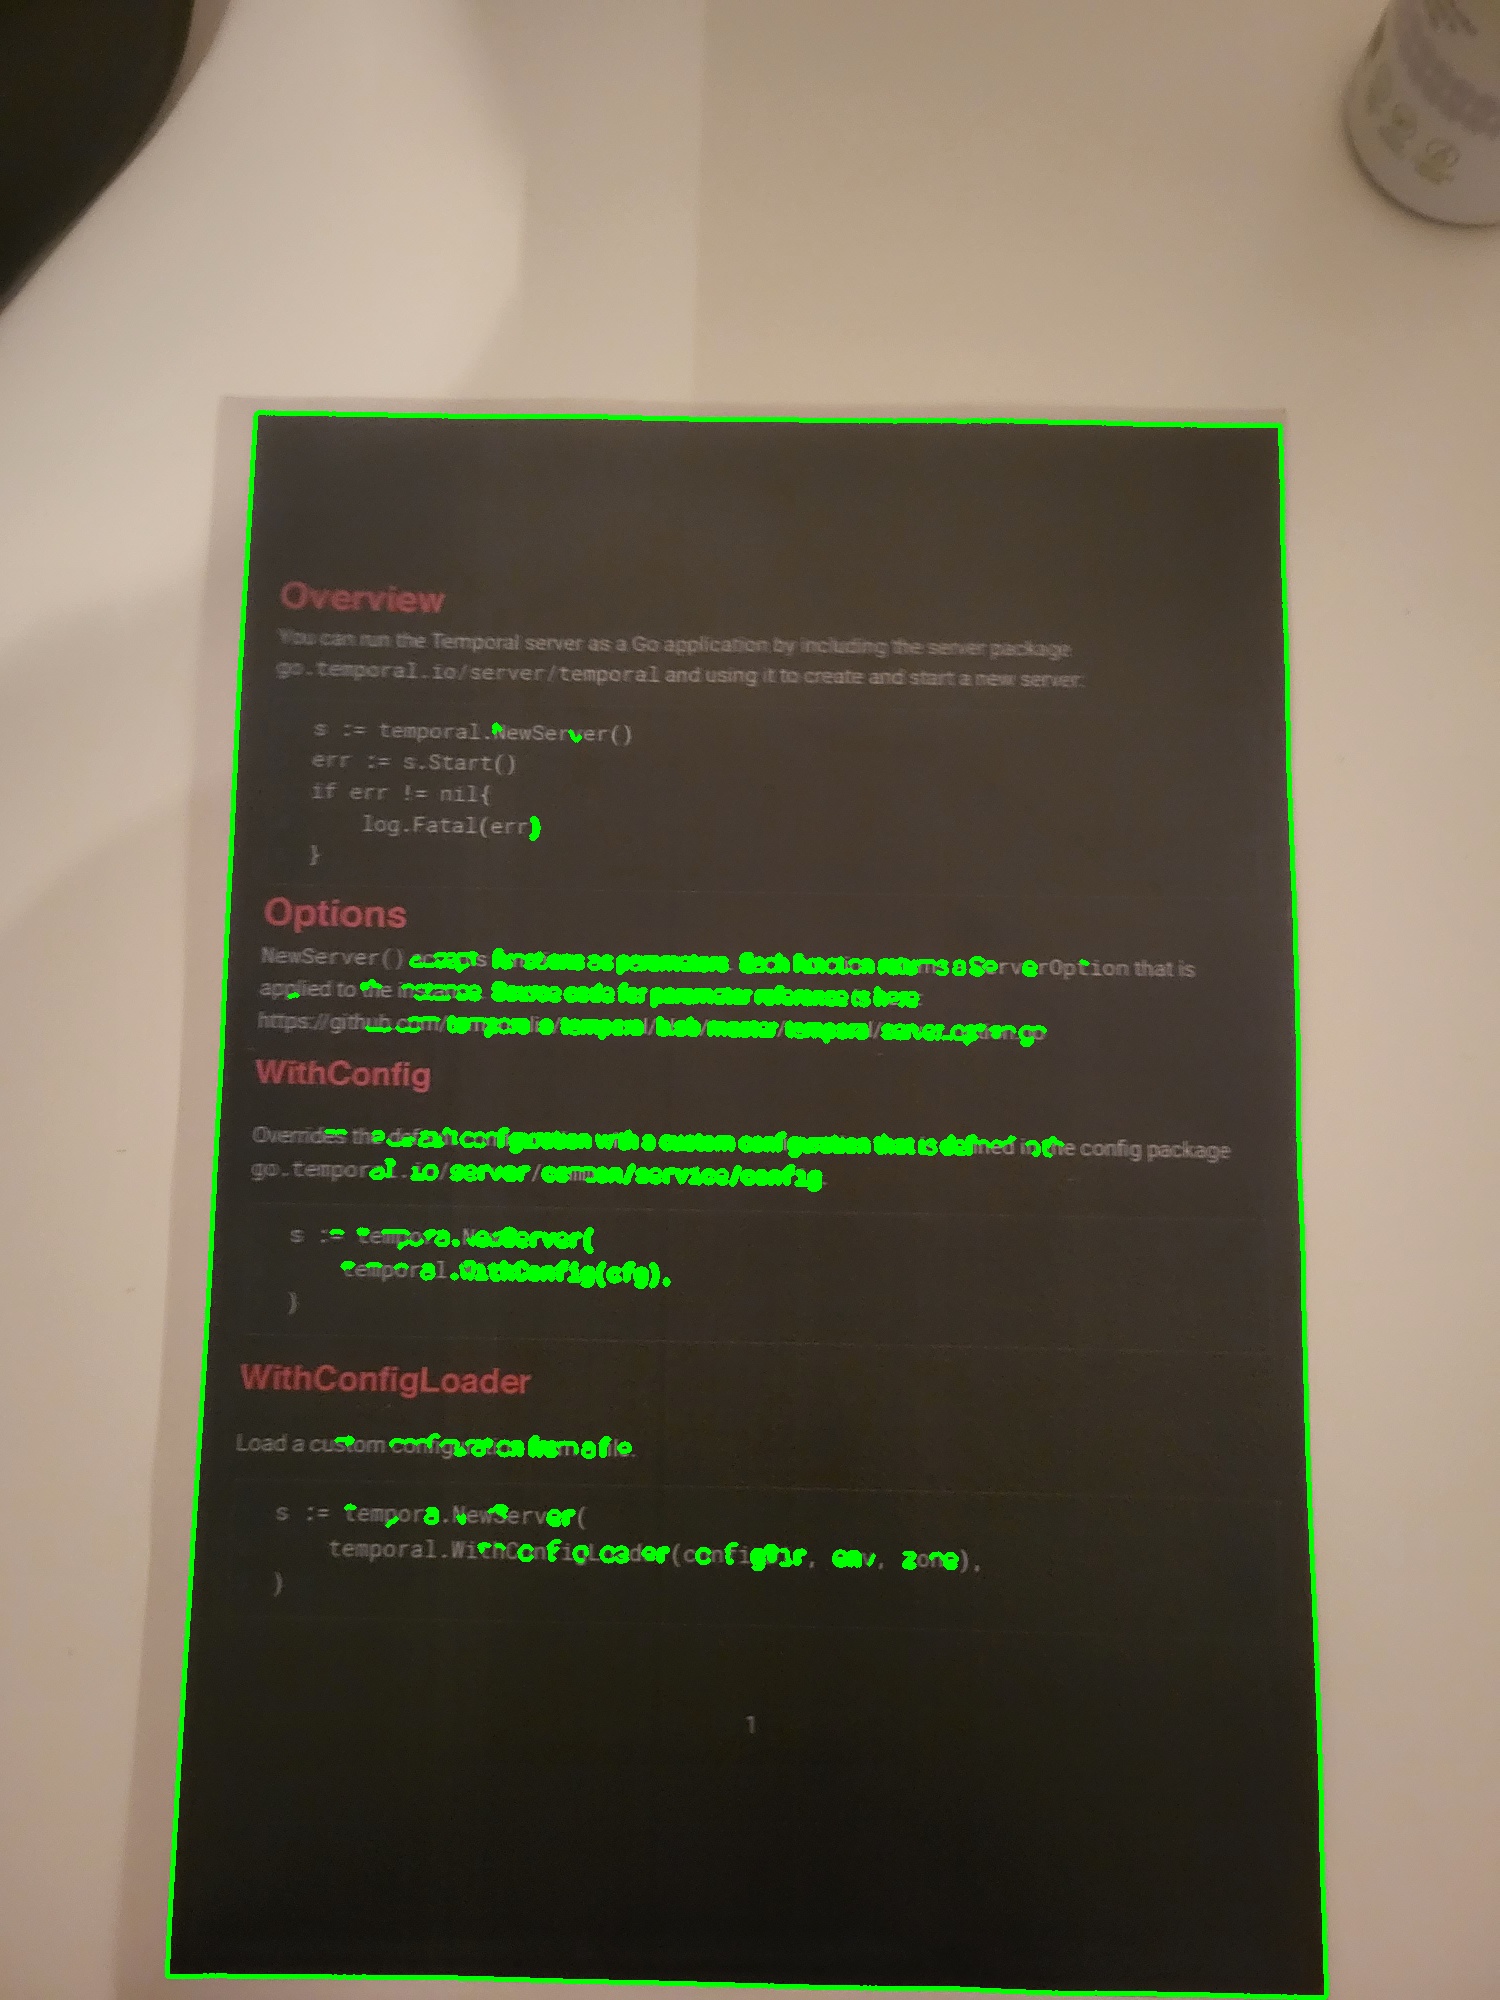 Overview
You can run the Temporal server as a Go application by including the server package
go.temporal.io/server/temporal and using it to create and start a new server.
s := temporal.NewServer()
err := s.Start()
if err != nil{
log.Fatal(err)
}
Options
NewServer() accepts functions as parameters. Each function returns a ServerOption that is
applied to the instance. Source code for parameter reference is here:
https://github.com/temporalio/temporal/blob/master/temporal/server_option.go
WithConfig
Overrides the default configuration with a custom configuration that is defined in the config package
go.temporal.io/server/common/service/config.
s := temporal.NewServer(
temporal.WithConfig(cfg),
)
WithConfigLoader
Load a custom configuration from a file.
s := temporal.NewServer(
temporal.WithConfigLoader(configDir, env, zone),
)
1